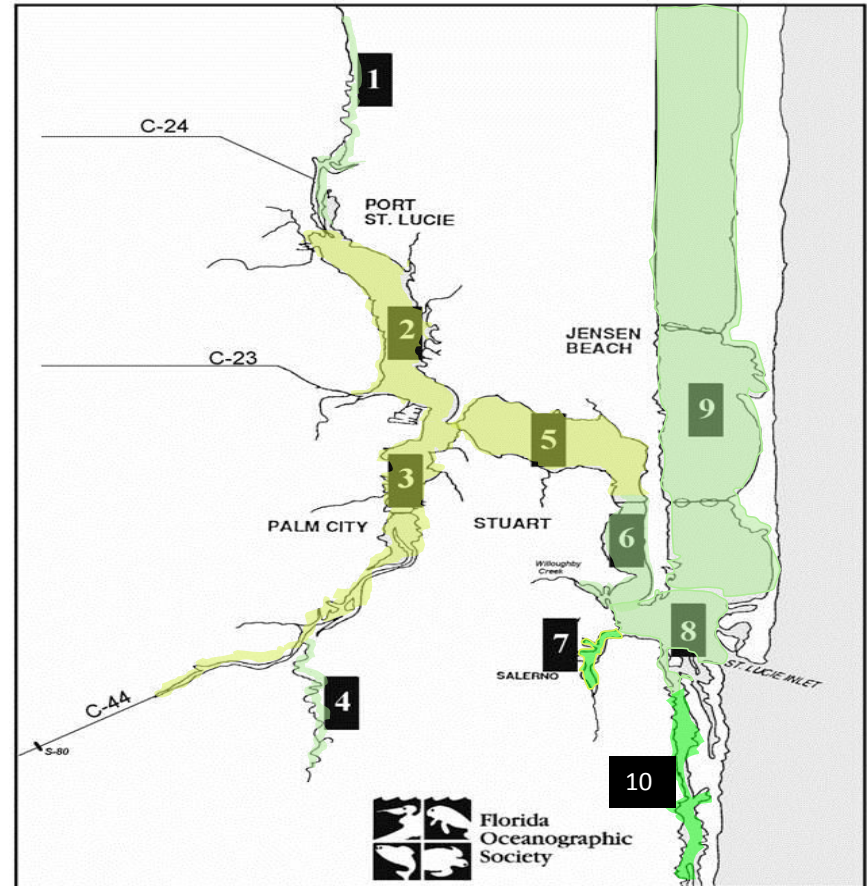 1
C-24
PORT
ST. LUCIE
2
JENSEN
BEACH
C-23
9
5
3
PALM CITY
STUART
6
Willoughby
Creek
7
8
SALERNO
ST. LUCIE INLET
4
C-44
S-80
10
Florida
Oceanographic
Society